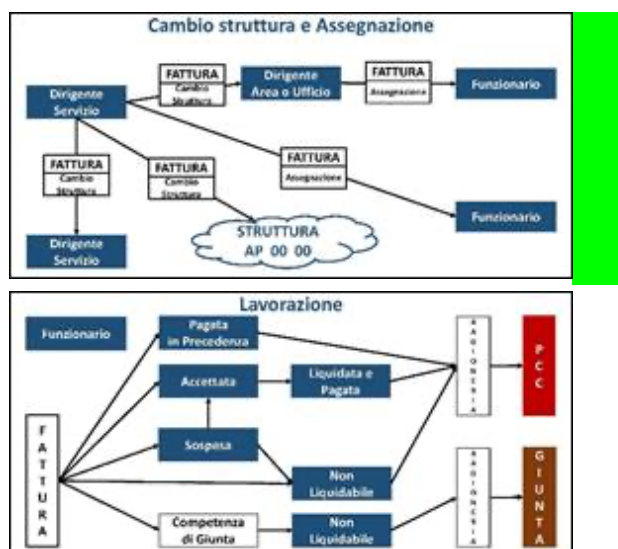 Cambio struttura e Assegnazione
FATTURA
Cambio
Struttura
Dirigente
Area o Ufficio
FATTURA
Assegnazione
Funzionario
Dirigente
Servizio
FATTURA
Cambio
Struttura
FATTURA
Cambio
Struttura
FATTURA
Assegnazione
Funzionario
STRUTTURA
AP 00 00
Dirigente
Servizio
Lavorazione
Funzionario
Pagata
in Precedenza
Accettata
Liquidata e
Pagata
Sospesa
Non
Liquidabile
Competenza
di Giunta
Non
Liquidabile
FATTURA
RAGIONERIA
PCC
RAGIONERIA
GIUNTA